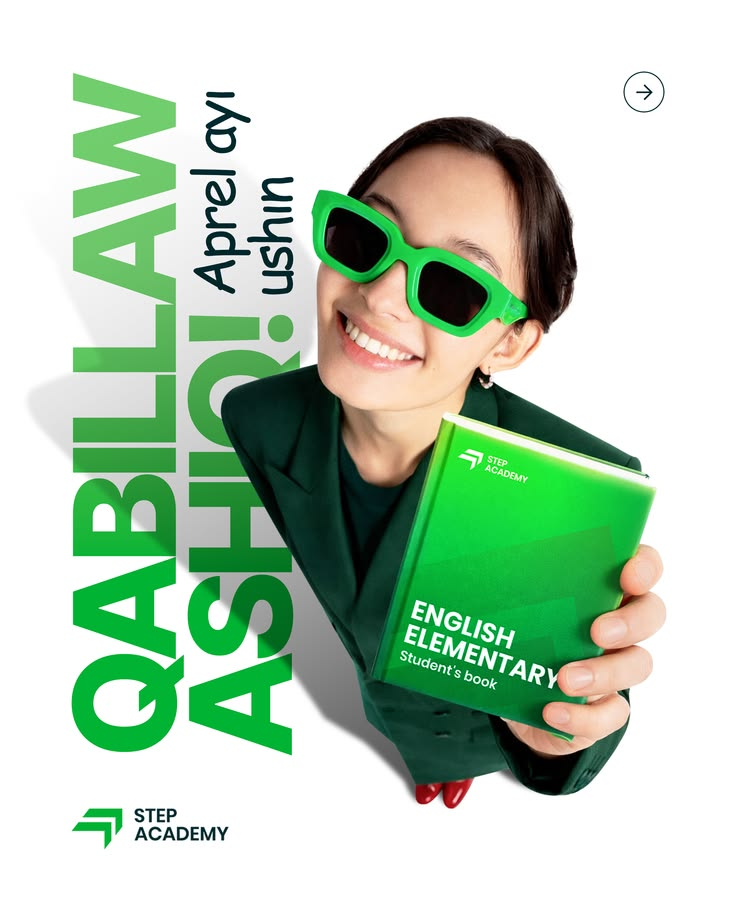 QABILLAW
ASHIQ!
Aprel ayı
ushın
STEP
ACADEMY
ENGLISH
ELEMENTARY
Student's book
STEP
ACADEMY